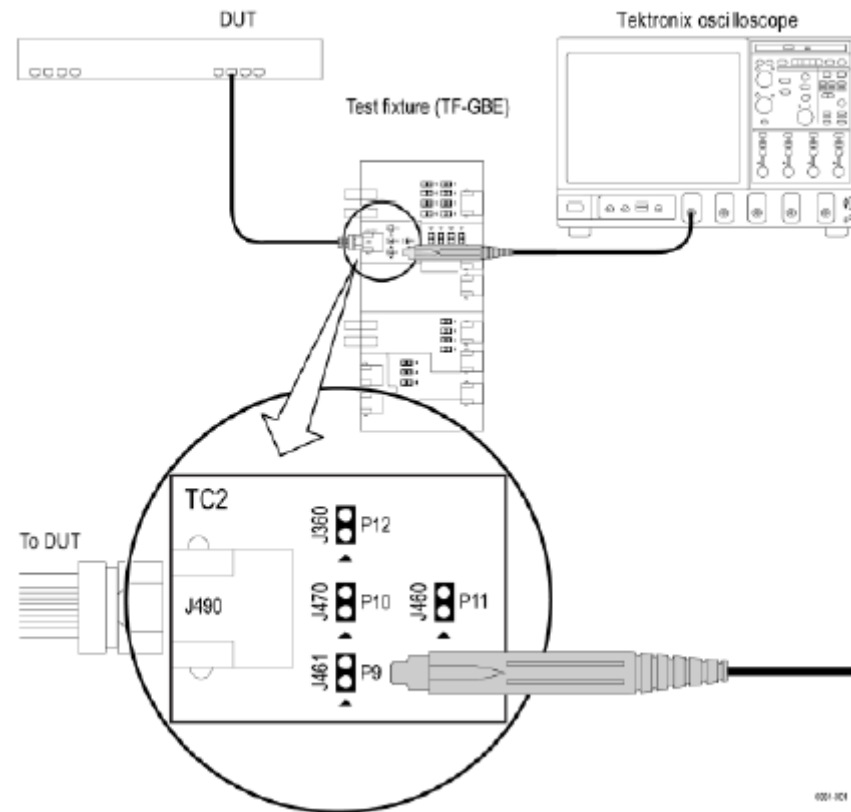 DUT
Tektronix oscilloscope
Test fixture (TF-GBE)
TC2
To DUT
J490
J360
P12
J470
P10
J460
P11
J461
P9